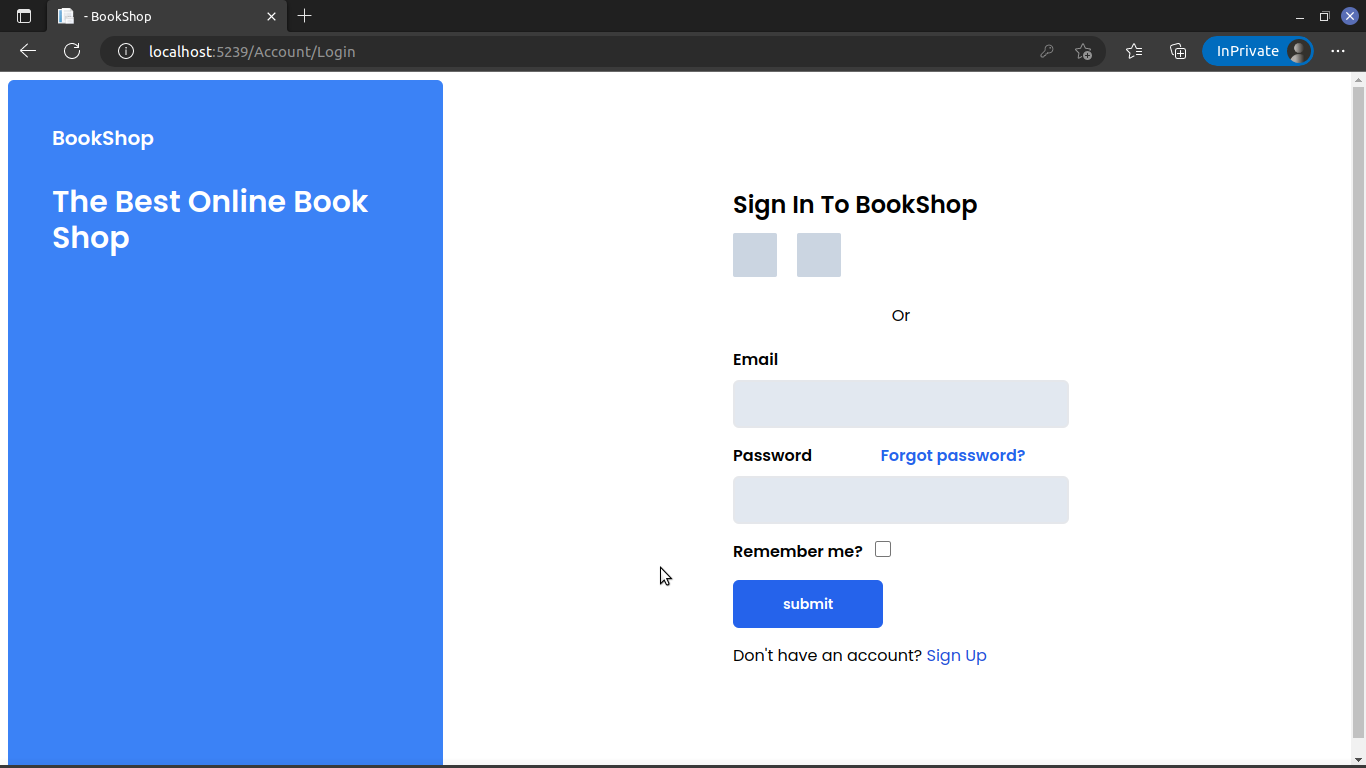 - BookShop
localhost:5239/Account/Login
InPrivate
BookShop
The Best Online Book
Shop
Sign In To BookShop
Or
Email
Password Forgot password?
Remember me?
submit
Don't have an account? Sign Up